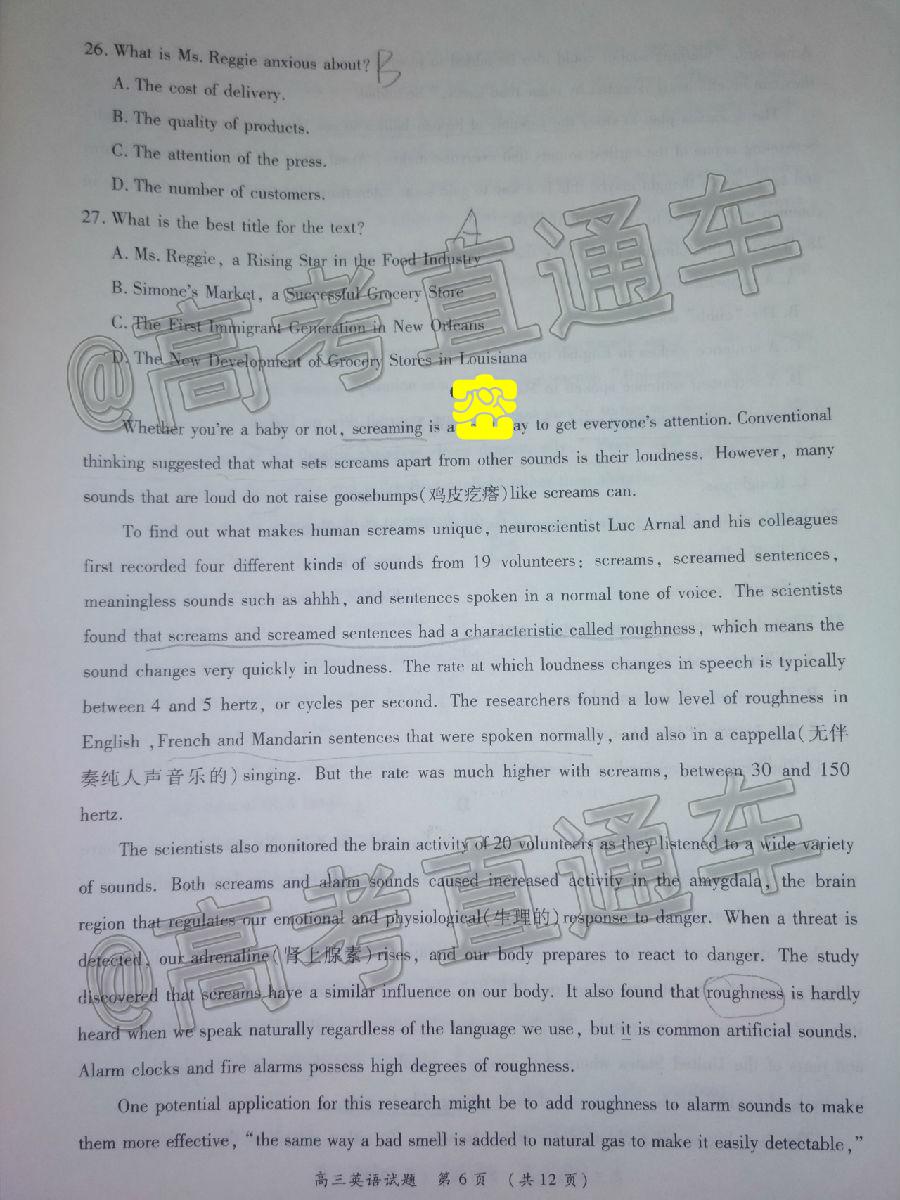 26. What is Ms. Reggie anxious about? B
A. The cost of delivery.
B. The quality of products.
C. The attention of the press.
D. The number of customers.
27. What is the best title for the text? A
A. Ms. Reggie, a Rising Star in the Food Industry
B. Simone's Market, a Successful Grocery Store
C. The First Immigrant Generation in New Orleans
D. The New Development of Grocery Stores in Louisiana
Whether you're a baby or not, screaming is a ay to get everyone's attention. Conventional
thinking suggested that what sets screams apart from other sounds is their loudness. However, many
sounds that are loud do not raise goosebumps(鸡皮疙瘩)like screams can.
To find out what makes human screams unique, neuroscientist Luc Arnal and his colleagues
first recorded four different kinds of sounds from 19 volunteers: screams, screamed sentences,
meaningless sounds such as ahhh, and sentences spoken in a normal tone of voice. The scientists
found that screams and screamed sentences had a characteristic called roughness, which means the
sound changes very quickly in loudness. The rate at which loudness changes in speech is typically
between 4 and 5 hertz, or cycles per second. The researchers found a low level of roughness in
English ,French and Mandarin sentences that were spoken normally, and also in a cappella(无伴
奏纯人声音乐的)singing. But the rate was much higher with screams, between 30 and 150
hertz.
The scientists also monitored the brain activity of 20 volunteers as they listened to a wide variety
of sounds. Both screams and alarm sounds caused increased activity in the amygdala, the brain
region that regulates our emotional and physiological(生理的)response to danger. When a threat is
detected, our adrenaline(肾上腺素)rises, and our body prepares to react to danger. The study
discovered that screams have a similar influence on our body. It also found that roughness is hardly
heard when we speak naturally regardless of the language we use, but it is common artificial sounds.
Alarm clocks and fire alarms possess high degrees of roughness.
One potential application for this research might be to add roughness to alarm sounds to make
them more effective, "the same way a bad smell is added to natural gas to make it easily detectable,"
高三英语试题 第 6 页 (共 12 页)
@高考直通车
@高考直通车